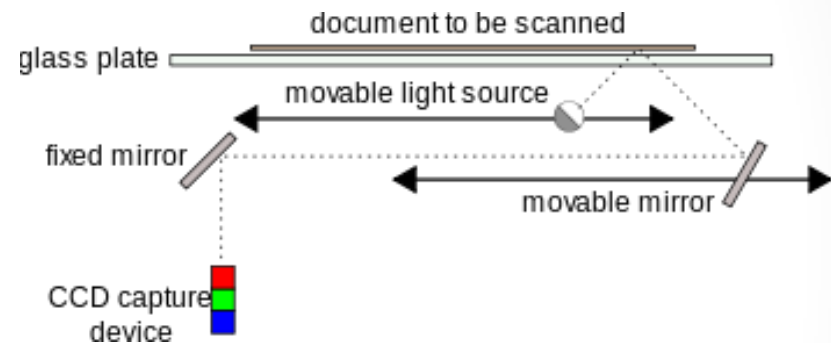 document to be scanned
glass plate
movable light source
fixed mirror
movable mirror
CCD capture
device